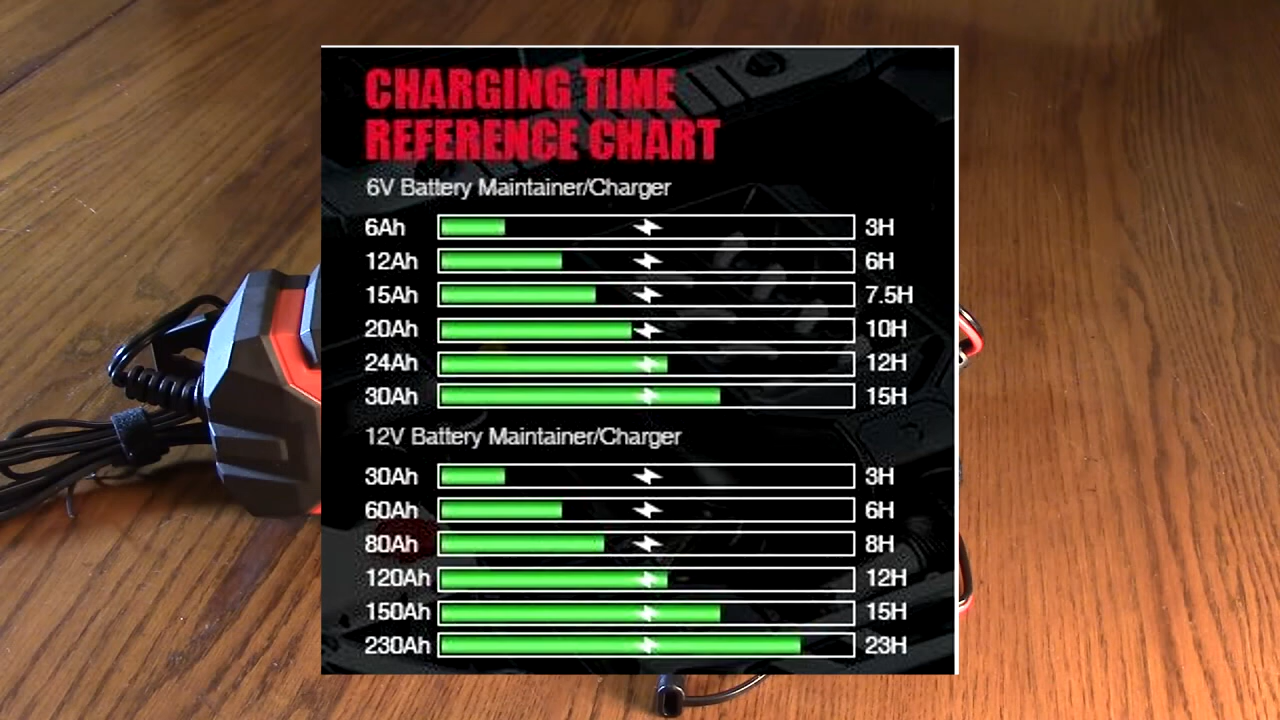 CHARGING TIME
REFERENCE CHART
6V Battery Maintainer/Charger
6Ah 3H
12Ah 6H
15Ah 7.5H
20Ah 10H
24Ah 12H
30Ah 15H
12V Battery Maintainer/Charger
30Ah 3H
60Ah 6H
80Ah 8H
120Ah 12H
150Ah 15H
230Ah 23H